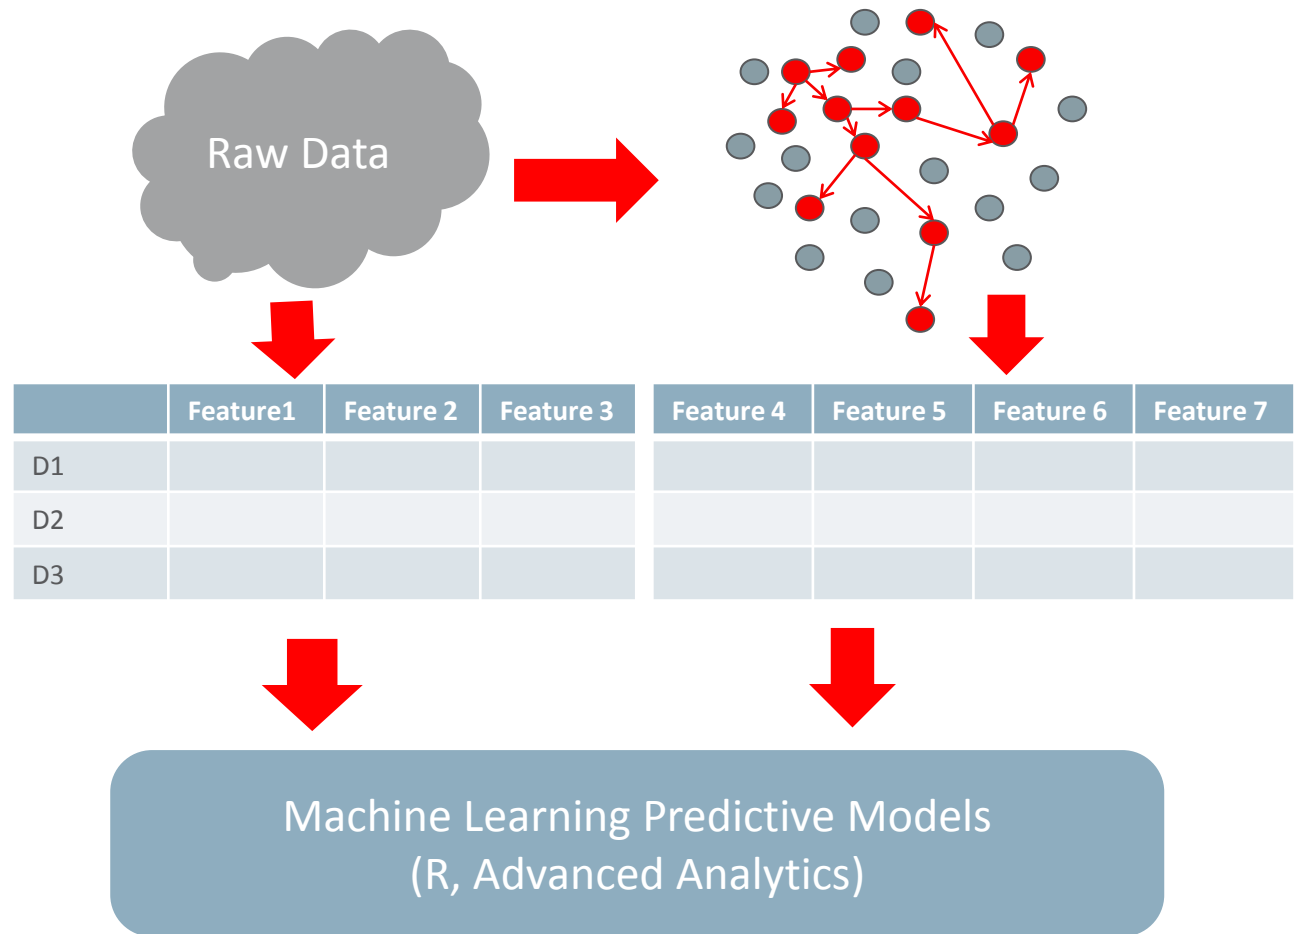 Raw Data
Feature1 Feature 2 Feature 3 Feature 4 Feature 5 Feature 6 Feature 7
D1
D2
D3
Machine Learning Predictive Models
(R, Advanced Analytics)